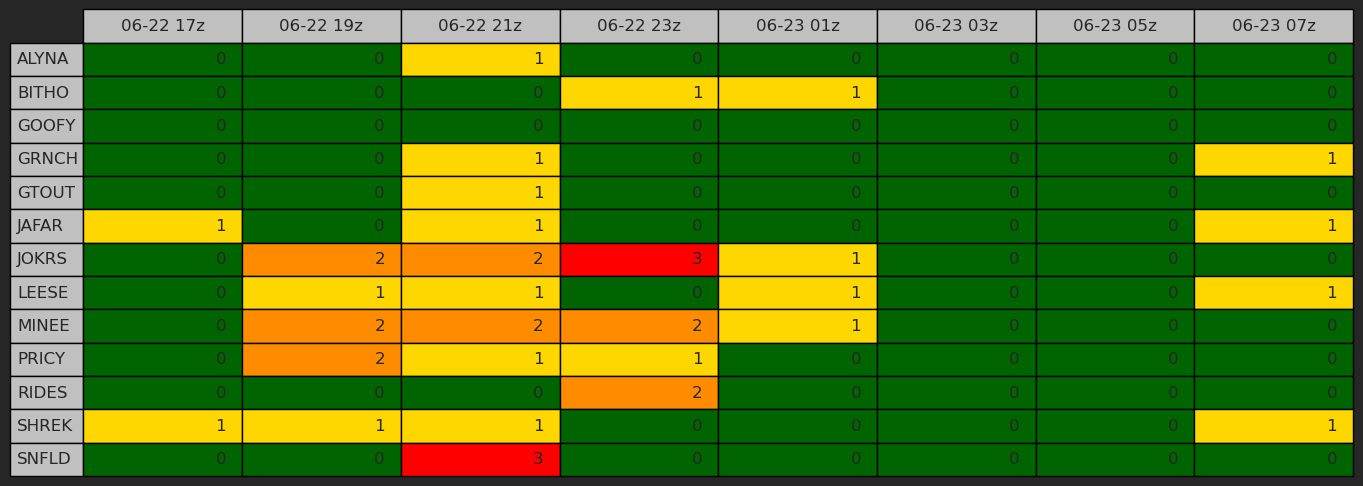 06-22 17z 06-22 19z 06-22 21z 06-22 23z 06-23 01z 06-23 03z 06-23 05z 06-23 07z
ALYNA 0 0 1 0 0 0 0 0
BITHO 0 0 0 1 1 0 0 0
GOOFY 0 0 0 0 0 0 0 0
GRNCH 0 0 1 0 0 0 0 1
GTOUT 0 0 1 0 0 0 0 0
JAFAR 1 0 1 0 0 0 0 1
JOKRS 0 2 2 3 1 0 0 0
LEESE 0 1 1 0 1 0 0 1
MINEE 0 2 2 2 1 0 0 0
PRICY 0 2 1 1 0 0 0 0
RIDES 0 0 0 2 0 0 0 0
SHREK 1 1 1 0 0 0 0 1
SNFLD 0 0 3 0 0 0 0 0